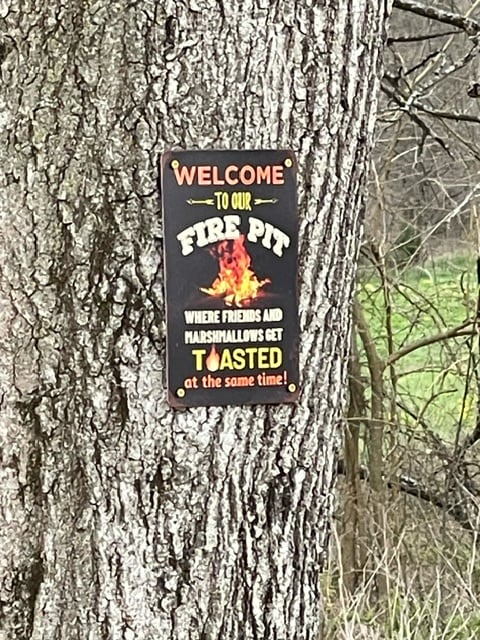 WELCOME
TO OUR
FIRE PIT
WHERE FRIENDS AND
MARSHMALLOWS GET
TOASTED
at the same time!